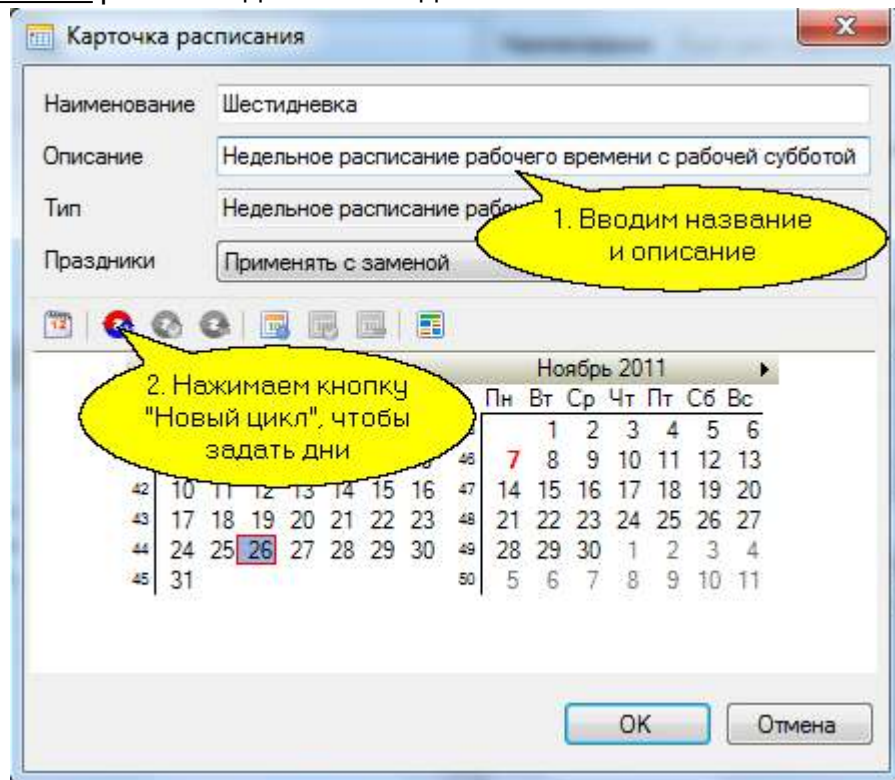 Карточка расписания
Наименование Шестидневка
Описание Недельное расписание рабочего времени с рабочей субботой
Тип Недельное расписание
1. Вводим название
и описание
Праздники Применять с заменой
2. Нажимаем кнопку
"Новый цикл", чтобы
задать дни
Ноябрь 2011
Пн Вт Ср Чт Пт Сб Вс
1 2 3 4 5 6
46 7 8 9 10 11 12 13
42 10 11 12 13 14 15 16 47 14 15 16 17 18 19 20
43 17 18 19 20 21 22 23 48 21 22 23 24 25 26 27
44 24 25 26 27 28 29 30 49 28 29 30 1 2 3 4
45 31 50 5 6 7 8 9 10 11
OK Отмена